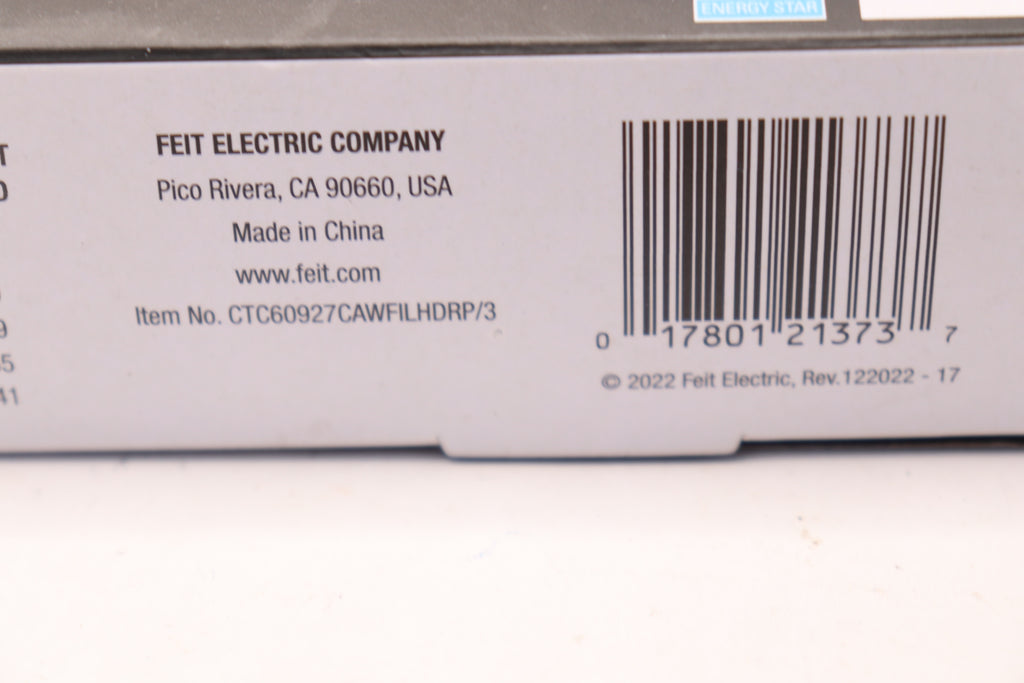 ENERGY STAR
FEIT ELECTRIC COMPANY
Pico Rivera, CA 90660, USA
Made in China
www.feit.com
Item No. CTC60927CAWFILHDRP/3
0 17801 21373 7
© 2022 Feit Electric, Rev.122022 - 17